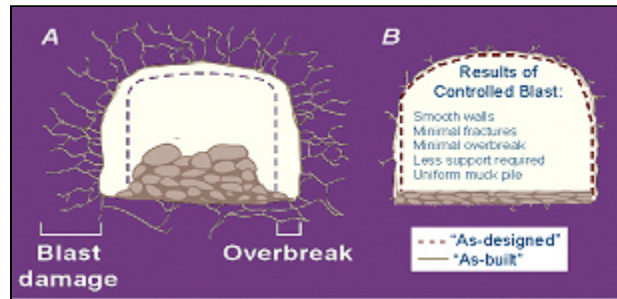 A
Blast
damage
Overbreak
B
Results of
Controlled Blast:
Smooth walls
Minimal fractures
Minimal overbreak
Less support required
Uniform muck pile
"As-designed"
"As-built"